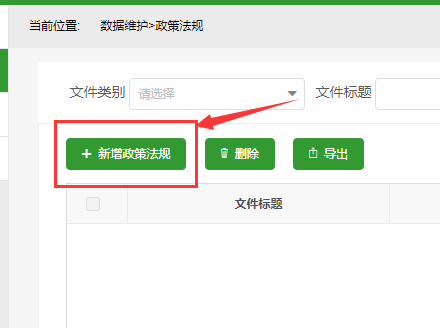 当前位置: 数据维护>政策法规
文件类别 请选择 文件标题
新增政策法规 删除 导出
文件标题